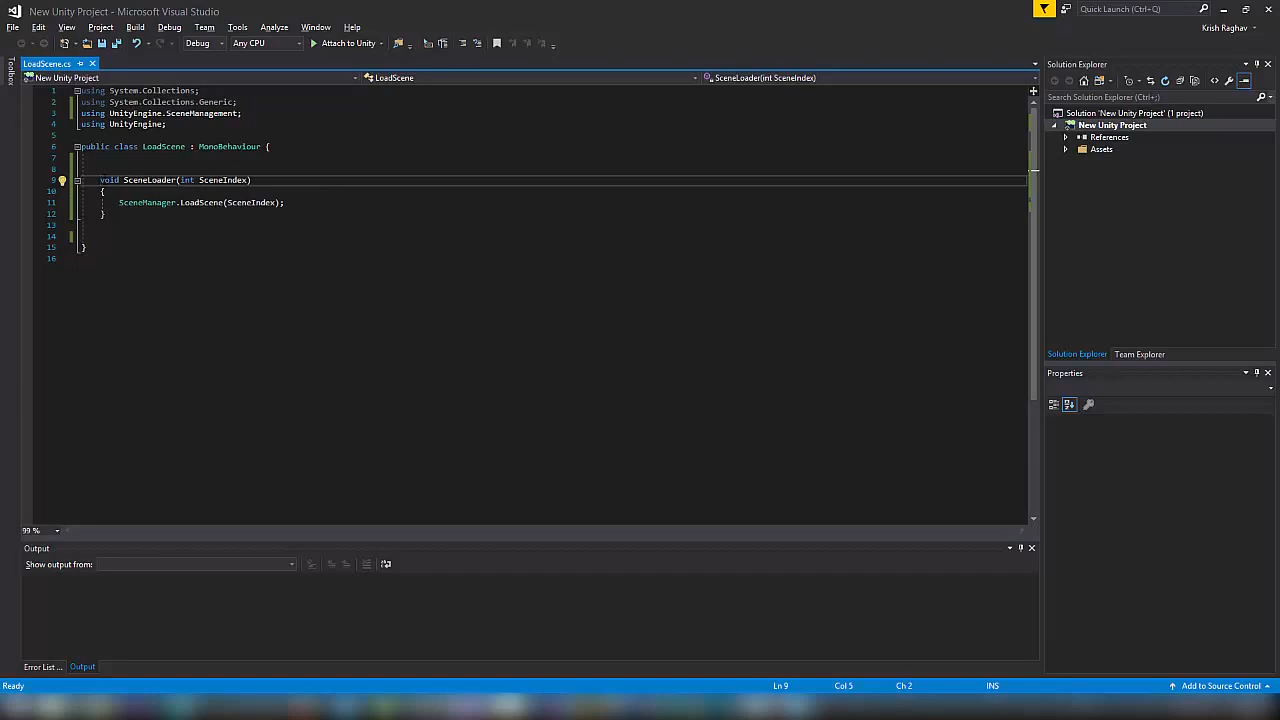 New Unity Project - Microsoft Visual Studio
Quick Launch (Ctrl+Q)
File Edit View Project Build Debug Team Tools Analyze Window Help
Krish Raghav
Debug Any CPU Attach to Unity
Toolbox
LoadScene.cs
New Unity Project LoadScene SceneLoader(int SceneIndex)
1 using System.Collections;
2 using System.Collections.Generic;
3 using UnityEngine.SceneManagement;
4 using UnityEngine;
5
6 public class LoadScene : MonoBehaviour {
7
8
9 void SceneLoader(int SceneIndex)
10 {
11 SceneManager.LoadScene(SceneIndex);
12 }
13
14
15 }
16
99 %
Output
Show output from:
Error List ... Output
Solution Explorer
Search Solution Explorer (Ctrl+;)
Solution 'New Unity Project' (1 project)
New Unity Project
References
Assets
Solution Explorer Team Explorer
Properties
Ready Ln 9 Col 5 Ch 2 INS Add to Source Control